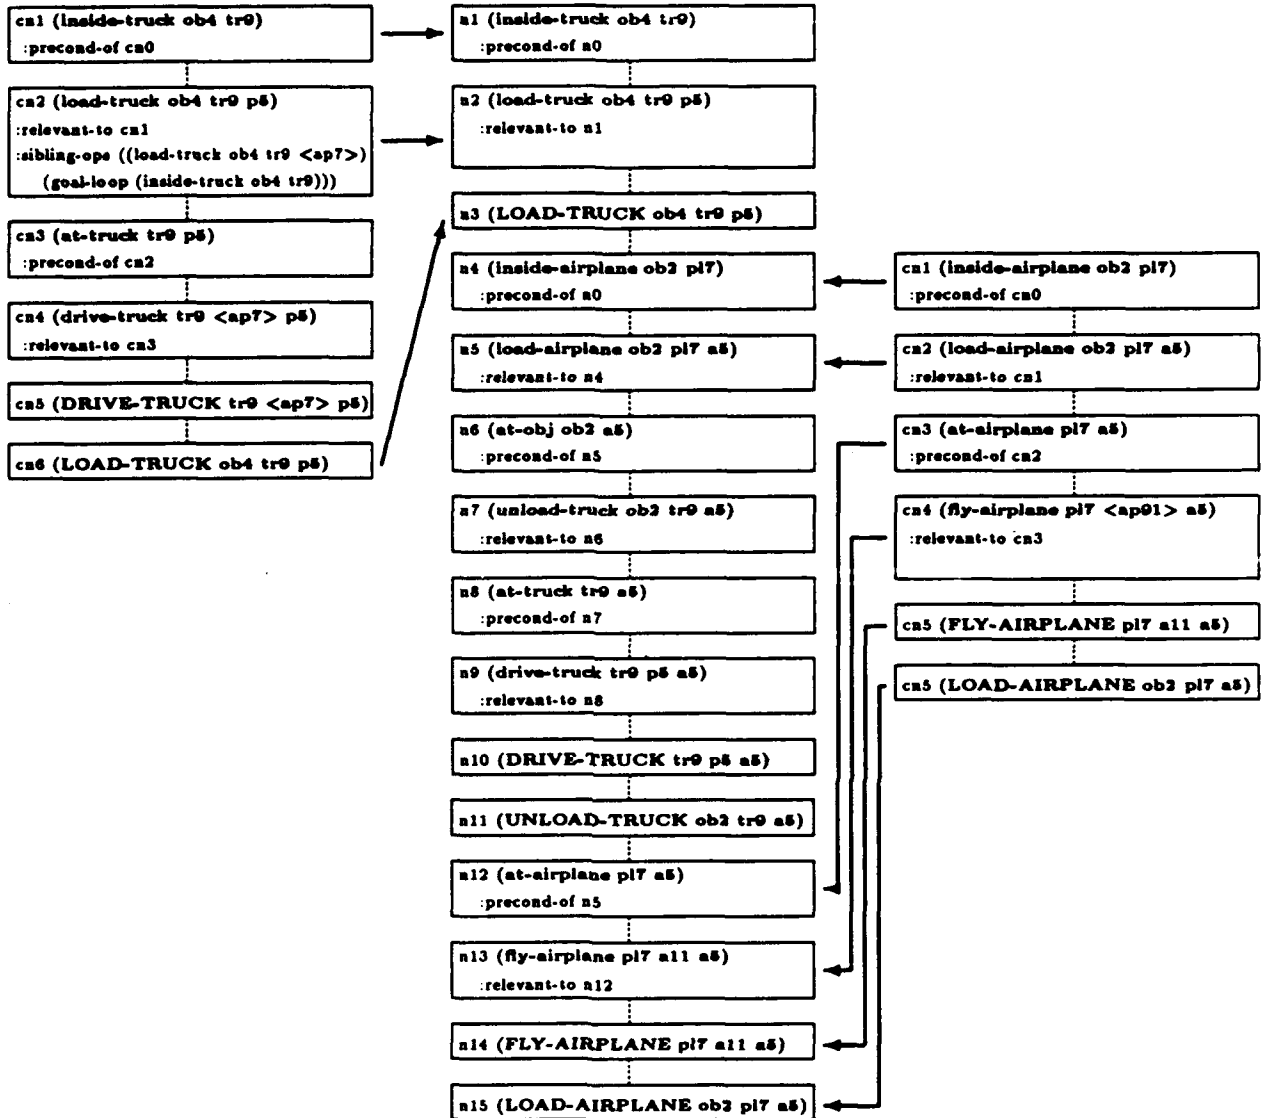 cn1 (inside-truck ob4 tr9)
:precond-of cn0
cn2 (load-truck ob4 tr9 p5)
:relevant-to cn1
:sibling-ops ((load-truck ob4 tr9 <ap7>)
(goal-loop (inside-truck ob4 tr9)))
cn3 (at-truck tr9 p5)
:precond-of cn2
cn4 (drive-truck tr9 <ap7> p5)
:relevant-to cn3
cn5 (DRIVE-TRUCK tr9 <ap7> p5)
cn6 (LOAD-TRUCK ob4 tr9 p5)
n1 (inside-truck ob4 tr9)
:precond-of n0
n2 (load-truck ob4 tr9 p5)
:relevant-to n1
n3 (LOAD-TRUCK ob4 tr9 p5)
n4 (inside-airplane ob2 pl7)
:precond-of n0
n5 (load-airplane ob2 pl7 a5)
:relevant-to n4
n6 (at-obj ob2 a5)
:precond-of n5
n7 (unload-truck ob2 tr9 a5)
:relevant-to n6
n8 (at-truck tr9 a5)
:precond-of n7
n9 (drive-truck tr9 p5 a5)
:relevant-to n8
n10 (DRIVE-TRUCK tr9 p5 a5)
n11 (UNLOAD-TRUCK ob2 tr9 a5)
n12 (at-airplane pl7 a5)
:precond-of n5
n13 (fly-airplane pl7 a11 a5)
:relevant-to n12
n14 (FLY-AIRPLANE pl7 a11 a5)
n15 (LOAD-AIRPLANE ob2 pl7 a5)
cn1 (inside-airplane ob2 pl7)
:precond-of cn0
cn2 (load-airplane ob2 pl7 a5)
:relevant-to cn1
cn3 (at-airplane pl7 a5)
:precond-of cn2
cn4 (fly-airplane pl7 <ap91> a5)
:relevant-to cn3
cn5 (FLY-AIRPLANE pl7 a11 a5)
cn5 (LOAD-AIRPLANE ob2 pl7 a5)